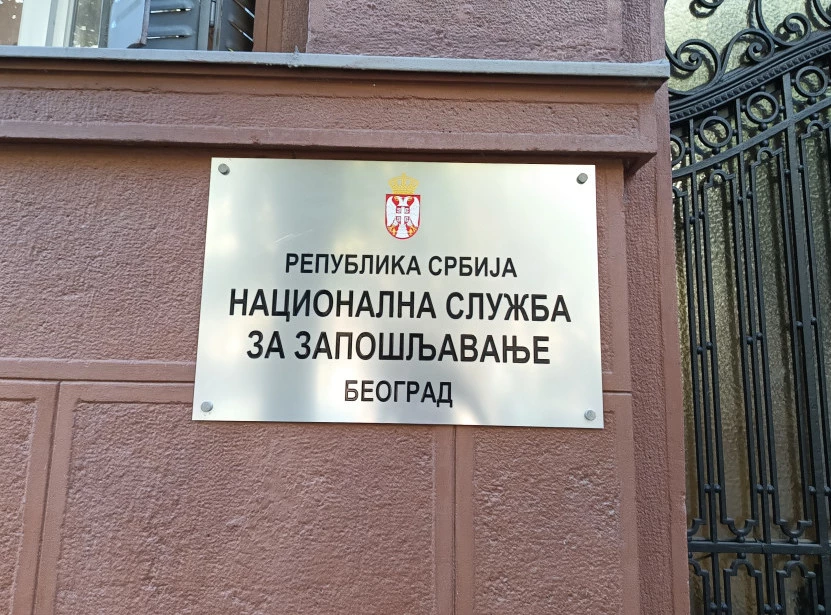 РЕПУБЛИКА СРБИЈА
НАЦИОНАЛНА СЛУЖБА
ЗА ЗАПОШЉАВАЊЕ
БЕОГРАД